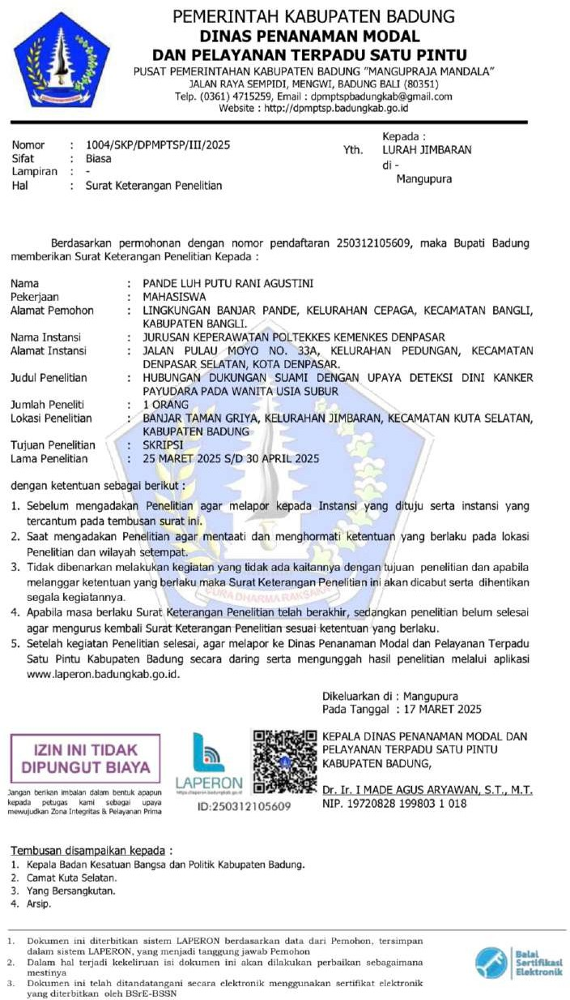 PEMERINTAH KABUPATEN BADUNG
DINAS PENANAMAN MODAL
DAN PELAYANAN TERPADU SATU PINTU
PUSAT PEMERINTAHAN KABUPATEN BADUNG "MANGUPRAJA MANDALA"
JALAN RAYA SEMPIDI, MENGWI, BADUNG BALI (80351)
Telp. (0361) 4715259, Email : dpmptspbadungkab@gmail.com
Website : http://dpmptsp.badungkab.go.id
Nomor : 1004/SKP/DPMPTSP/III/2025
Sifat : Biasa
Lampiran : -
Hal : Surat Keterangan Penelitian
Kepada :
Yth. LURAH JIMBARAN
di -
Mangupura
Berdasarkan permohonan dengan nomor pendaftaran 250312105609, maka Bupati Badung
memberikan Surat Keterangan Penelitian Kepada :
Nama : PANDE LUH PUTU RANI AGUSTINI
Pekerjaan : MAHASISWA
Alamat Pemohon : LINGKUNGAN BANJAR PANDE, KELURAHAN CEPAGA, KECAMATAN BANGLI,
KABUPATEN BANGLI.
Nama Instansi : JURUSAN KEPERAWATAN POLTEKKES KEMENKES DENPASAR
Alamat Instansi : JALAN PULAU MOYO NO. 33A, KELURAHAN PEDUNGAN, KECAMATAN
DENPASAR SELATAN, KOTA DENPASAR.
Judul Penelitian : HUBUNGAN DUKUNGAN SUAMI DENGAN UPAYA DETEKSI DINI KANKER
PAYUDARA PADA WANITA USIA SUBUR
Jumlah Peneliti : 1 ORANG
Lokasi Penelitian : BANJAR TAMAN GRIYA, KELURAHAN JIMBARAN, KECAMATAN KUTA SELATAN,
KABUPATEN BADUNG
Tujuan Penelitian : SKRIPSI
Lama Penelitian : 25 MARET 2025 S/D 30 APRIL 2025
dengan ketentuan sebagai berikut :
1. Sebelum mengadakan Penelitian agar melapor kepada Instansi yang dituju serta instansi yang
tercantum pada tembusan surat ini.
2. Saat mengadakan Penelitian agar mentaati dan menghormati ketentuan yang berlaku pada lokasi
Penelitian dan wilayah setempat.
3. Tidak dibenarkan melakukan kegiatan yang tidak ada kaitannya dengan tujuan penelitian dan apabila
melanggar ketentuan yang berlaku maka Surat Keterangan Penelitian ini akan dicabut serta dihentikan
segala kegiatannya.
4. Apabila masa berlaku Surat Keterangan Penelitian telah berakhir, sedangkan penelitian belum selesai
agar mengurus kembali Surat Keterangan Penelitian sesuai ketentuan yang berlaku.
5. Setelah kegiatan Penelitian selesai, agar melapor ke Dinas Penanaman Modal dan Pelayanan Terpadu
Satu Pintu Kabupaten Badung secara daring serta mengunggah hasil penelitian melalui aplikasi
www.laperon.badungkab.go.id.
Dikeluarkan di : Mangupura
Pada Tanggal : 17 MARET 2025
KEPALA DINAS PENANAMAN MODAL DAN
PELAYANAN TERPADU SATU PINTU
KABUPATEN BADUNG,
Dr. Ir. I MADE AGUS ARYAWAN, S.T., M.T.
NIP. 19720828 199803 1 018
IZIN INI TIDAK
DIPUNGUT BIAYA
Jangan berikan imbalan dalam bentuk apapun
kepada petugas kami sebagai upaya
mewujudkan Zona Integritas & Pelayanan Prima
LAPERON
https://laperon.badungkab.go.id
ID:250312105609
Tembusan disampaikan kepada :
1. Kepala Badan Kesatuan Bangsa dan Politik Kabupaten Badung.
2. Camat Kuta Selatan.
3. Yang Bersangkutan.
4. Arsip.
1. Dokumen ini diterbitkan sistem LAPERON berdasarkan data dari Pemohon, tersimpan
dalam sistem LAPERON, yang menjadi tanggung jawab Pemohon
2. Dalam hal terjadi kekeliruan isi dokumen ini akan dilakukan perbaikan sebagaimana
mestinya
3. Dokumen ini telah ditandatangani secara elektronik menggunakan sertifikat elektronik
yang diterbitkan oleh BSrE-BSSN
Balai
Sertifikasi
Elektronik